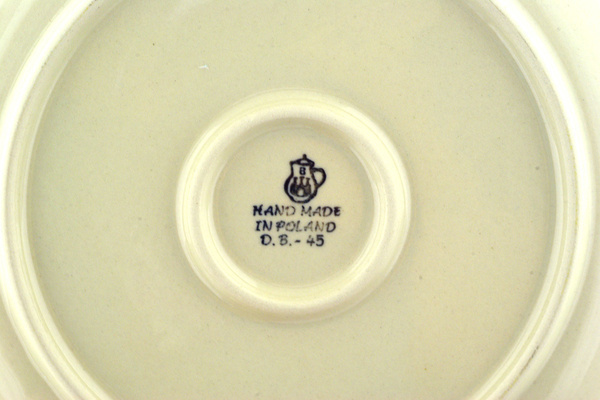 B
HAND MADE
IN POLAND
D.B.- 45